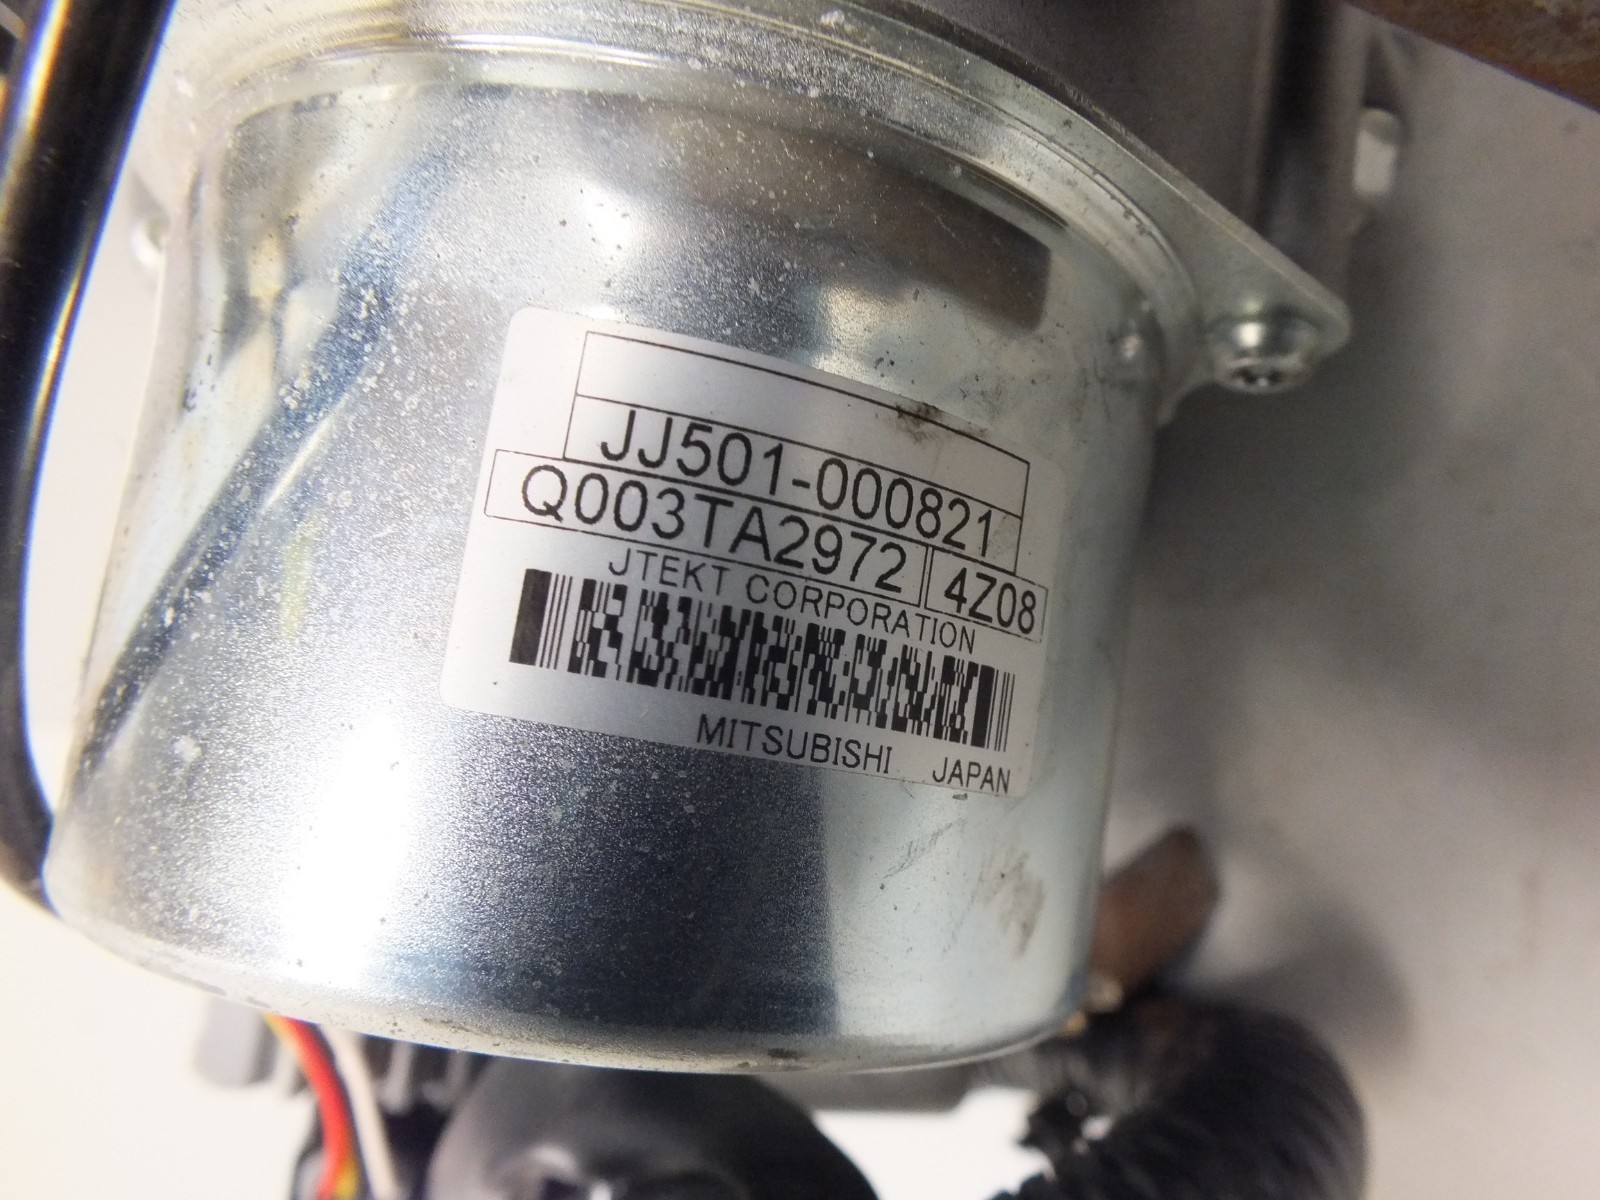 JJ501-000821
Q003TA2972 4Z08
JTEKT CORPORATION
MITSUBISHI JAPAN